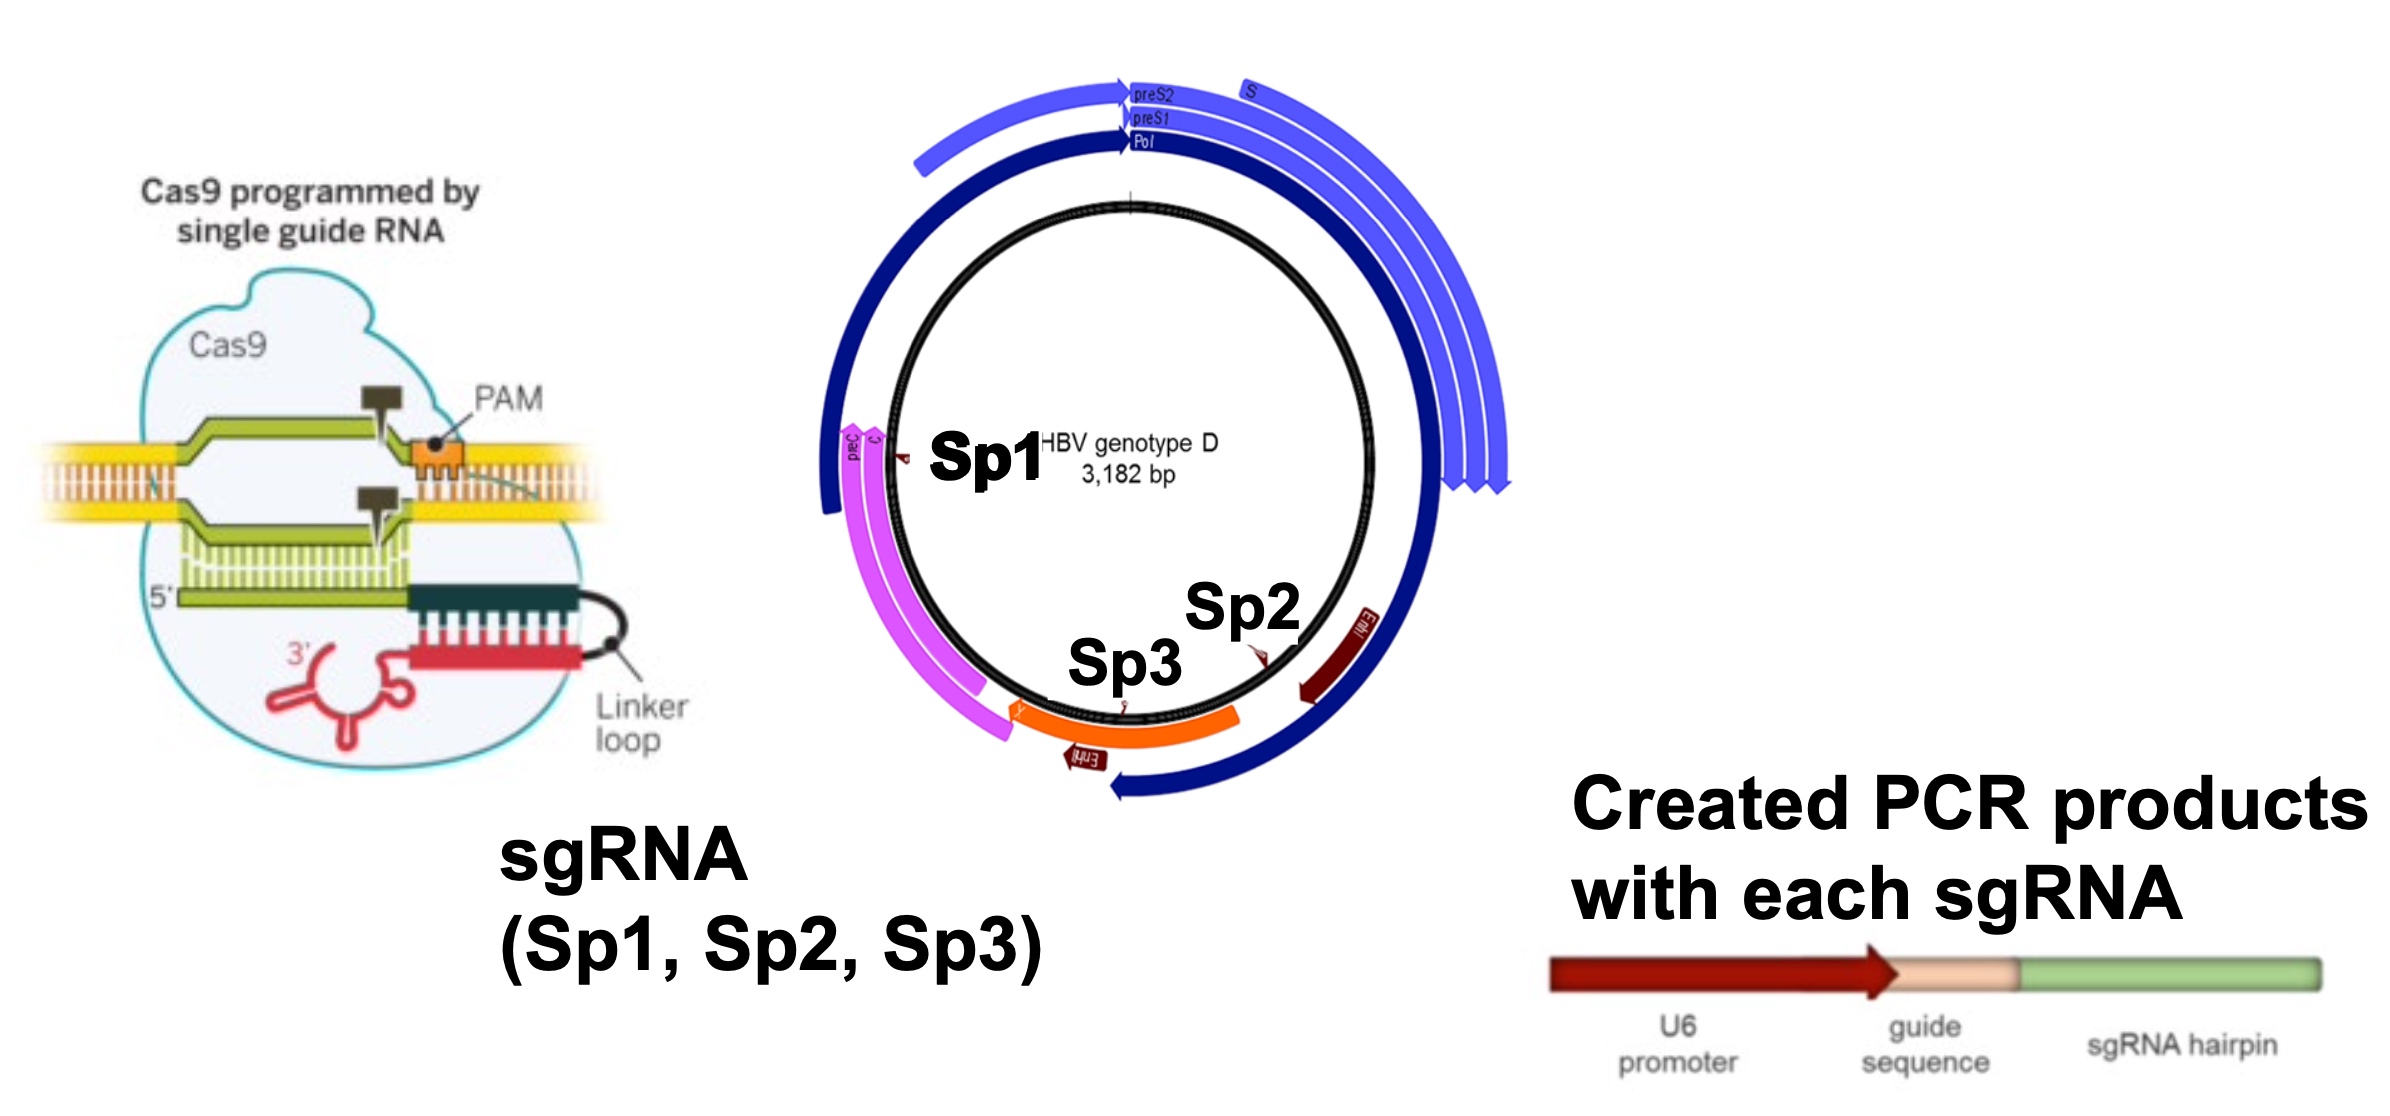 Cas9 programmed by
single guide RNA
Cas9
PAM
5'
3'
Linker
loop
sgRNA
(Sp1, Sp2, Sp3)
preS2
preS1
Pol
S
preC
C
Sp1
HBV genotype D
3,182 bp
Sp2
Sp3
EnhI
X
EnhII
Created PCR products
with each sgRNA
U6
promoter
guide
sequence
sgRNA hairpin